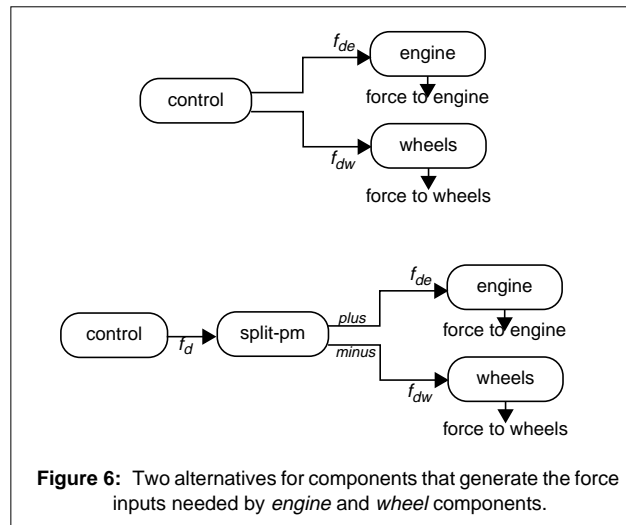 f_de
engine
control
force to engine
wheels
f_dw
force to wheels
f_de
engine
plus
control
split-pm
force to engine
f_d
minus
wheels
f_dw
force to wheels
Figure 6: Two alternatives for components that generate the force
inputs needed by engine and wheel components.